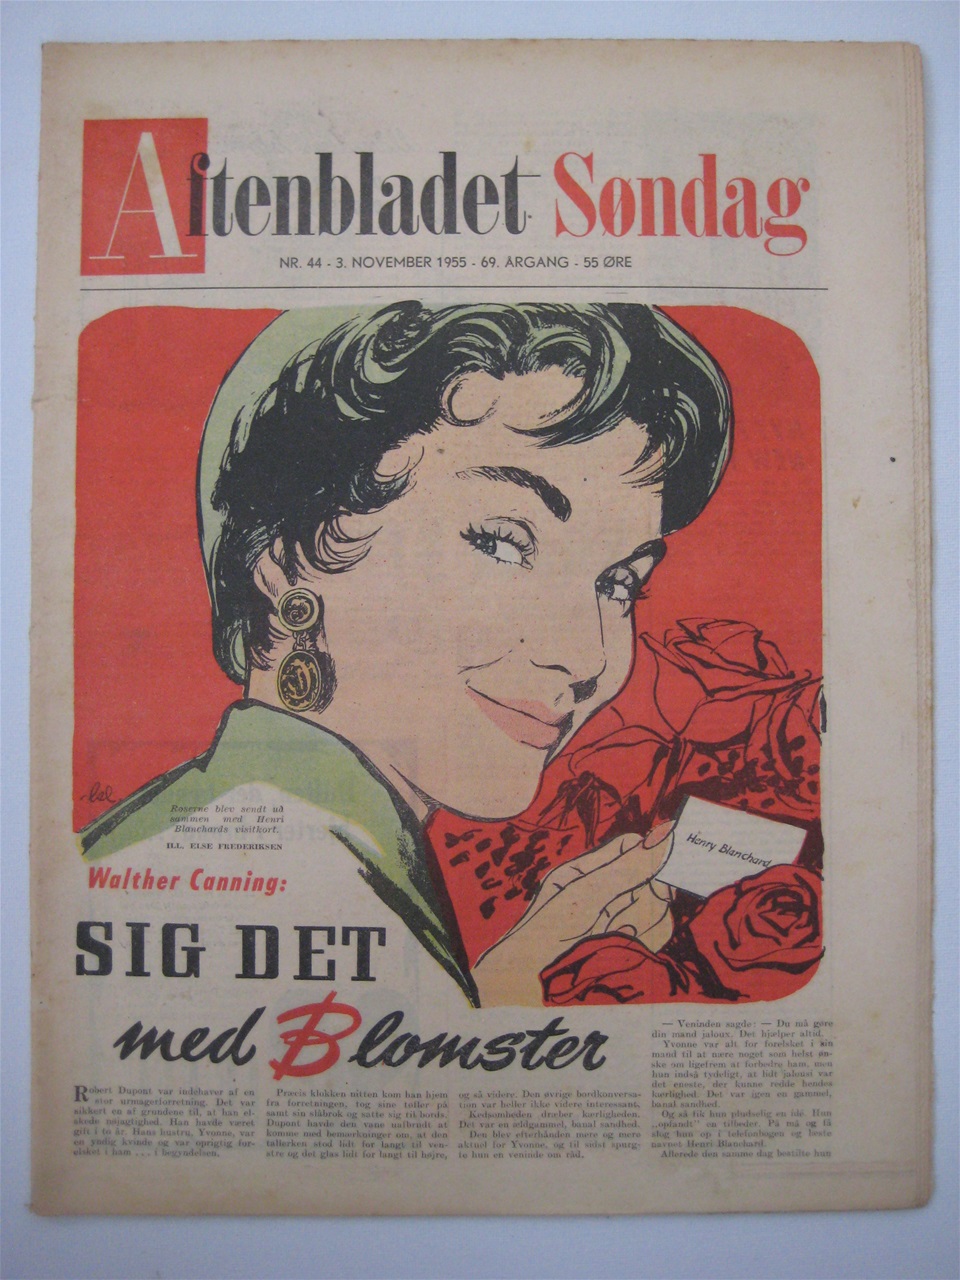 Aftenbladet Søndag
NR. 44 - 3. NOVEMBER 1955 - 69. ÅRGANG - 55 ØRE
Roserne blev sendt ud
sammen med Henri
Blanchards visitkort.
ILL. ELSE FREDERIKSEN
Henry Blanchard
Walther Canning:
SIG DET
med Blomster
Robert Dupont var indehaver af en
stor urmagerforretning. Det var
sikkert en af grundene til, at han el-
skede nøjagtighed. Han havde været
gift i 16 år. Hans hustru, Yvonne, var
en yndig kvinde og var oprigtig for-
elsket i ham . . . i begyndelsen.
Præcis klokken nitten kom han hjem
fra forretningen, tog sine tøfler på
samt sin slåbrok og satte sig til bords.
Dupont havde den vane uafbrudt at
komme med bemærkninger om, at den
tallerken stod lidt for langt til ven-
stre og det glas lidt for langt til højre,
og så videre. Den øvrige bordkonversa-
tion var heller ikke videre interessant.
Kedsomheden dræber kærligheden.
Det var en ældgammel, banal sandhed.
Den blev efterhånden mere og mere
aktuel for Yvonne, og til sidst spurg-
te hun en veninde om råd.
— Veninden sagde: — Du må gøre
din mand jaloux. Det hjælper altid.
Yvonne var alt for forelsket i sin
mand til at nære noget som helst øn-
ske om ligefrem at forbedre ham, men
hun indså tydeligt, at lidt jalousi var
det eneste, der kunne redde hendes
kærlighed. Det var igen en gammel,
banal sandhed.
Og så fik hun pludselig en idé. Hun
„opfandt" en tilbeder. På må og få
slog hun op i telefonbogen og læste
navnet Henri Blanchard.
Allerede den samme dag bestilte hun